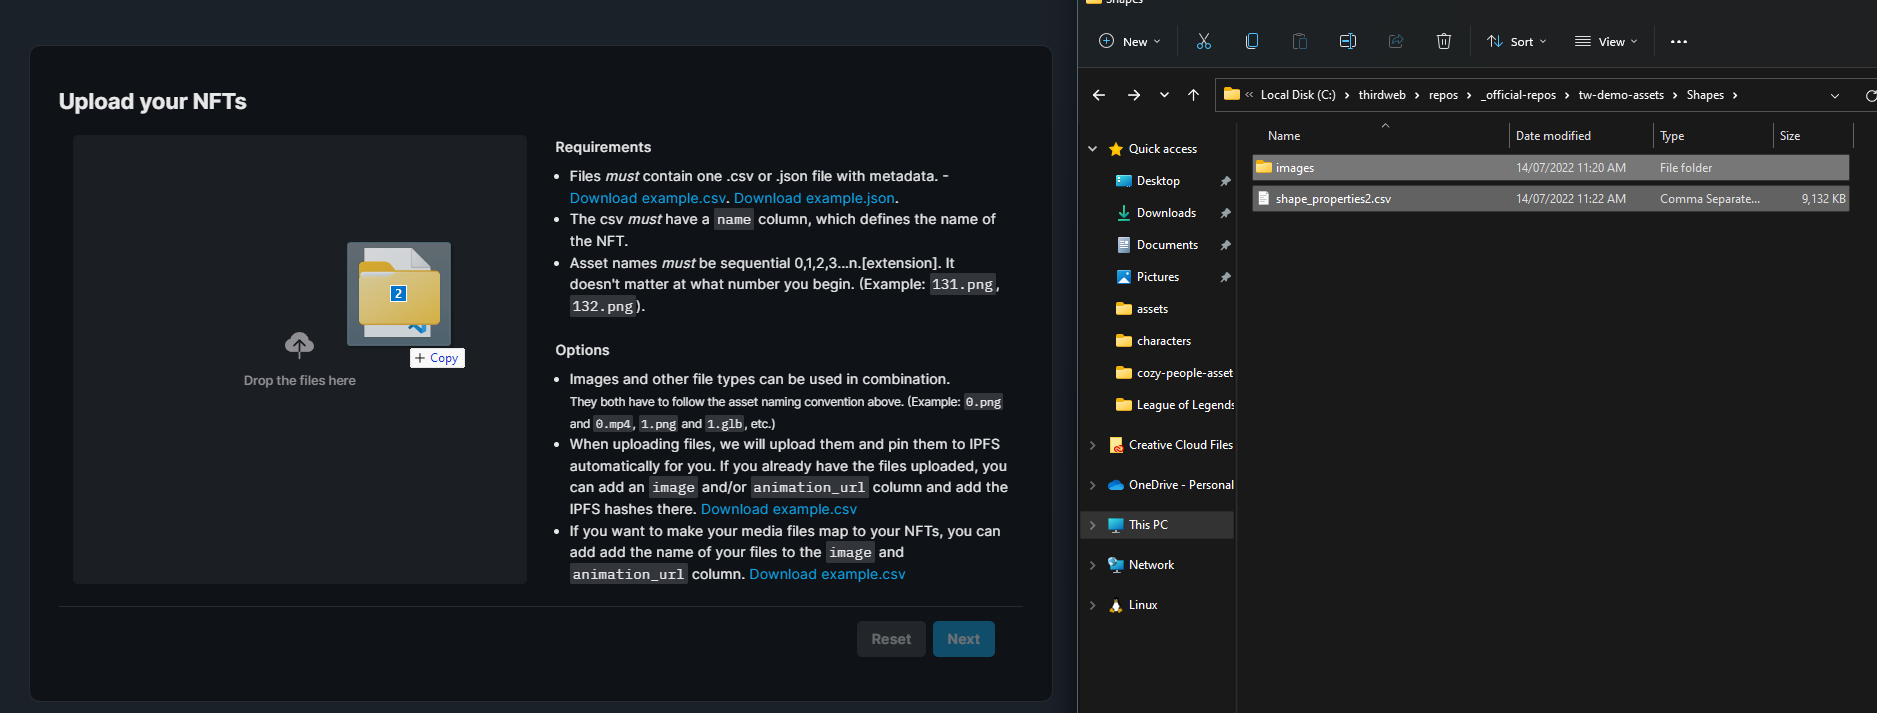 Upload your NFTs
2
+ Copy
Drop the files here
Requirements
Files must contain one .csv or .json file with metadata. -
Download example.csv. Download example.json.
The csv must have a name column, which defines the name of
the NFT.
Asset names must be sequential 0,1,2,3...n.[extension]. It
doesn't matter at what number you begin. (Example: 131.png,
132.png).
Options
Images and other file types can be used in combination.
They both have to follow the asset naming convention above. (Example: 0.png
and 0.mp4, 1.png and 1.glb, etc.)
When uploading files, we will upload them and pin them to IPFS
automatically for you. If you already have the files uploaded, you
can add an image and/or animation_url column and add the
IPFS hashes there. Download example.csv
If you want to make your media files map to your NFTs, you can
add add the name of your files to the image and
animation_url column. Download example.csv
Reset Next
Shapes
New Sort View
« Local Disk (C:) › thirdweb › repos › _official-repos › tw-demo-assets › Shapes ›
Name Date modified Type Size
images 14/07/2022 11:20 AM File folder
shape_properties2.csv 14/07/2022 11:22 AM Comma Separate... 9,132 KB
Quick access
Desktop
Downloads
Documents
Pictures
assets
characters
cozy-people-asset
League of Legends
Creative Cloud Files
OneDrive - Personal
This PC
Network
Linux